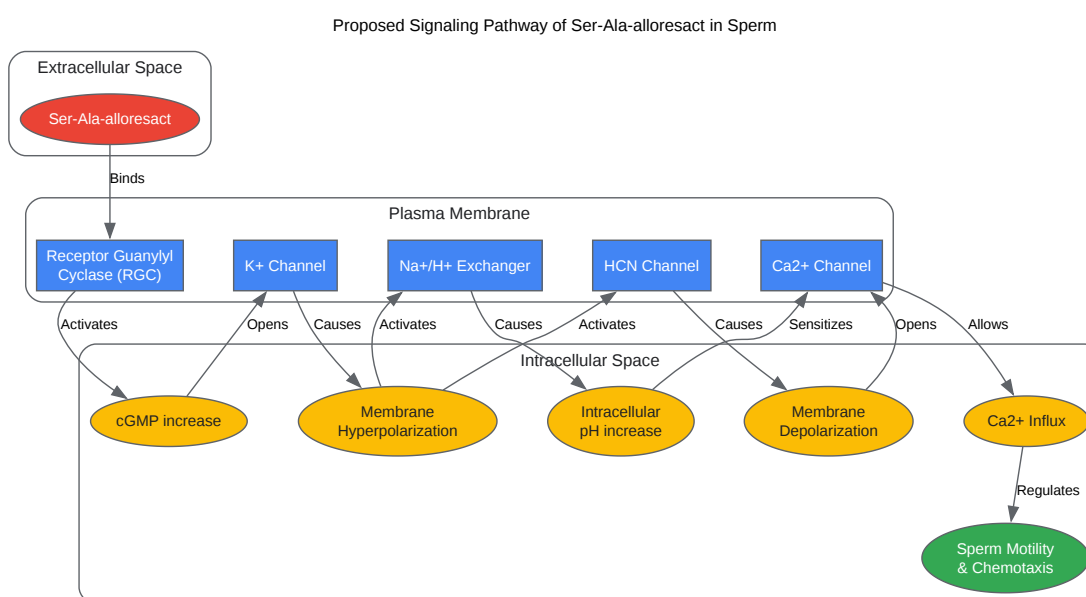 Proposed Signaling Pathway of Ser-Ala-alloresact in Sperm
Extracellular Space
Ser-Ala-alloresact
Binds
Plasma Membrane
Receptor Guanylyl
Cyclase (RGC)
K+ Channel
Na+/H+ Exchanger
HCN Channel
Ca2+ Channel
Activates
Opens
Causes
Activates
Causes
Activates
Causes
Sensitizes
Opens
Allows
Intracellular Space
cGMP increase
Membrane
Hyperpolarization
Intracellular
pH increase
Membrane
Depolarization
Ca2+ Influx
Regulates
Sperm Motility
& Chemotaxis